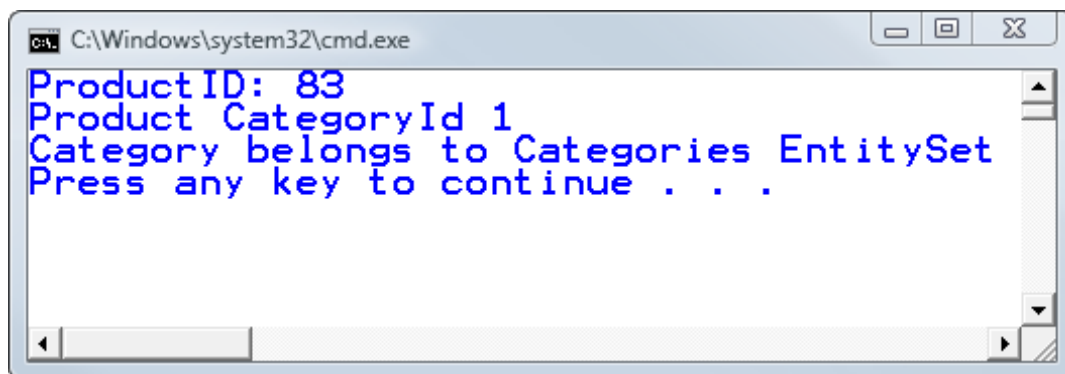 C:\Windows\system32\cmd.exe
ProductID: 83
Product CategoryId 1
Category belongs to Categories EntitySet
Press any key to continue . . .